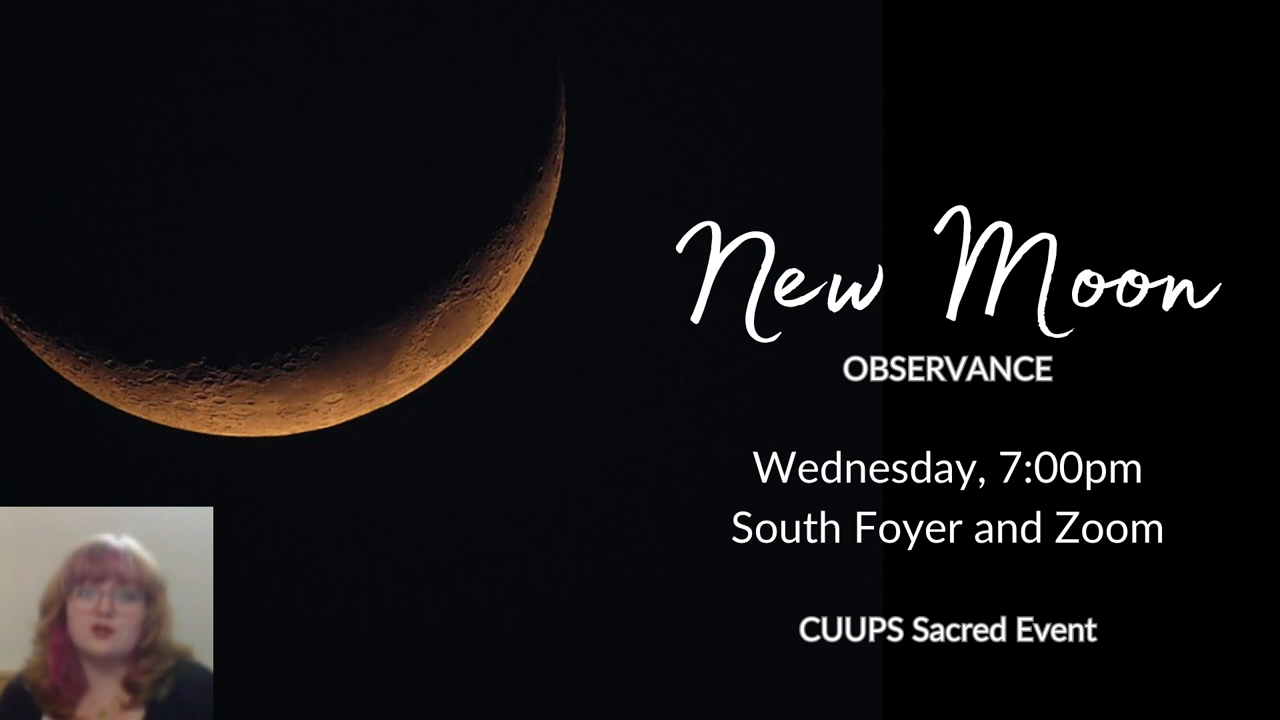 New Moon
OBSERVANCE
Wednesday, 7:00pm
South Foyer and Zoom
CUUPS Sacred Event